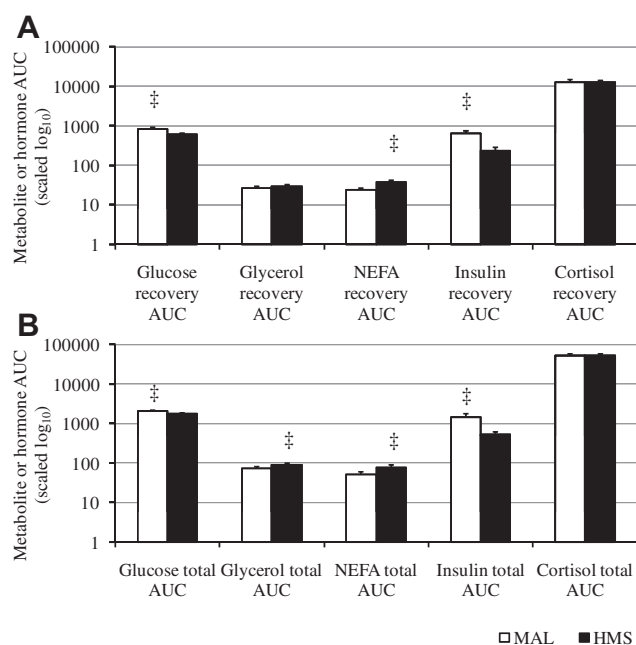 A
Metabolite or hormone AUC
(scaled log10)
100000
10000
1000
100
10
1
‡
‡
‡
Glucose recovery AUC
Glycerol recovery AUC
NEFA recovery AUC
Insulin recovery AUC
Cortisol recovery AUC
B
Metabolite or hormone AUC
(scaled log10)
100000
10000
1000
100
10
1
‡
‡
‡
‡
Glucose total AUC
Glycerol total AUC
NEFA total AUC
Insulin total AUC
Cortisol total AUC
MAL
HMS